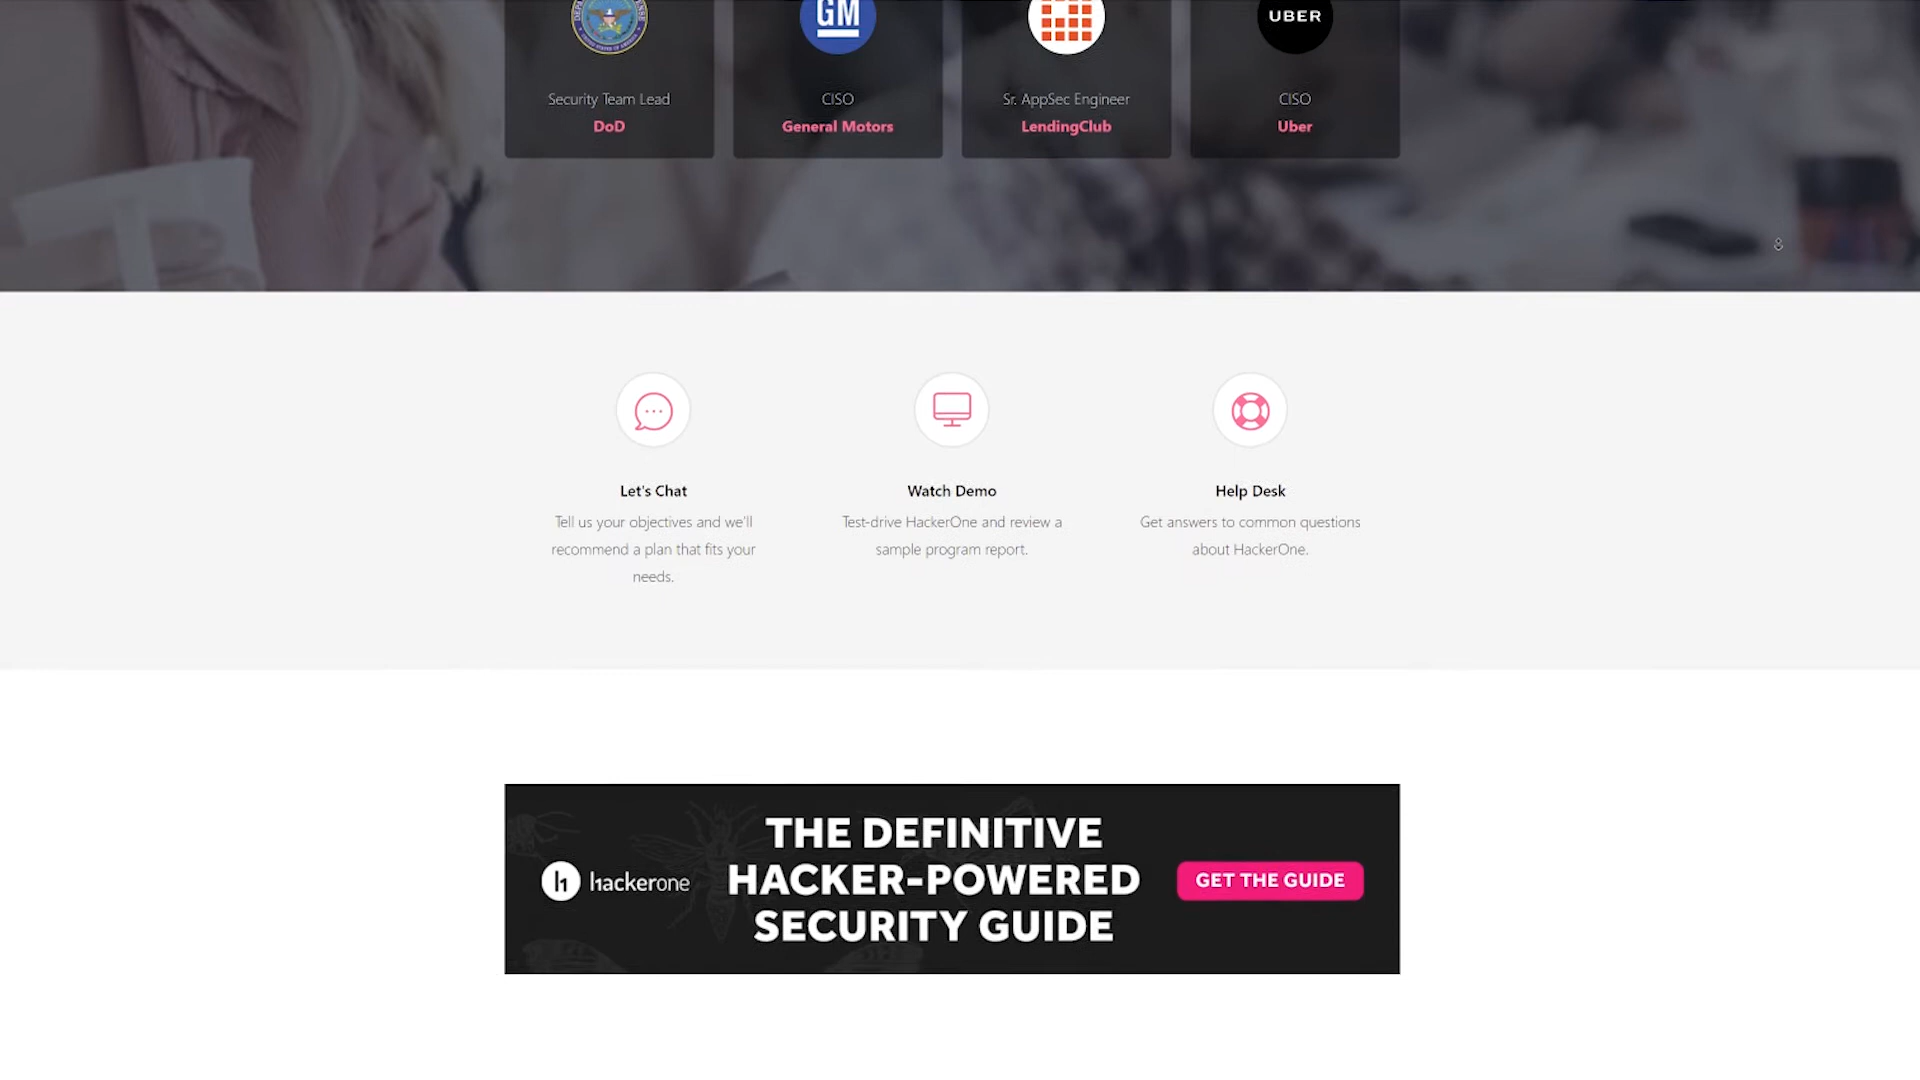 GM
UBER
Security Team Lead
DoD
CISO
General Motors
Sr. AppSec Engineer
LendingClub
CISO
Uber
Let's Chat
Tell us your objectives and we'll
recommend a plan that fits your
needs.
Watch Demo
Test-drive HackerOne and review a
sample program report.
Help Desk
Get answers to common questions
about HackerOne.
hackerone
THE DEFINITIVE
HACKER-POWERED
SECURITY GUIDE
GET THE GUIDE